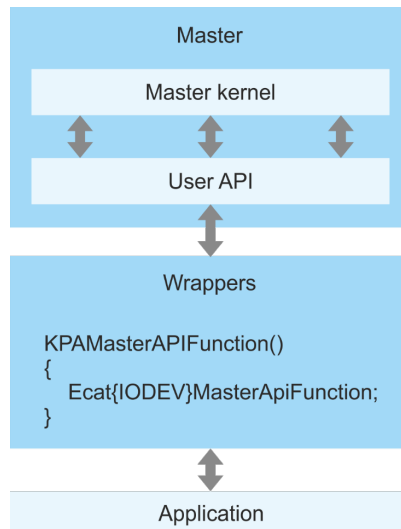 Master
Master kernel
User API
Wrappers
KPAMasterAPIFunction()
{
Ecat{IODEV}MasterApiFunction;
}
Application